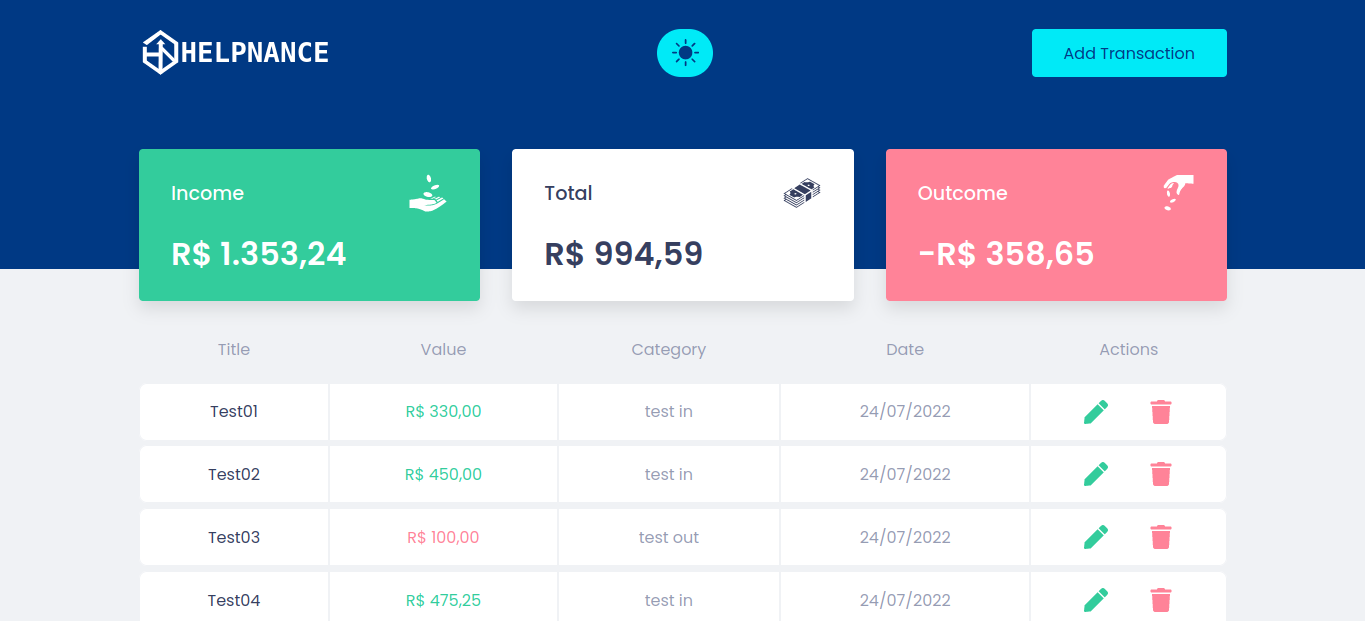 HELPNANCE
Add Transaction
Income
R$ 1.353,24
Total
R$ 994,59
Outcome
-R$ 358,65
Title Value Category Date Actions
Test01 R$ 330,00 test in 24/07/2022
Test02 R$ 450,00 test in 24/07/2022
Test03 R$ 100,00 test out 24/07/2022
Test04 R$ 475,25 test in 24/07/2022